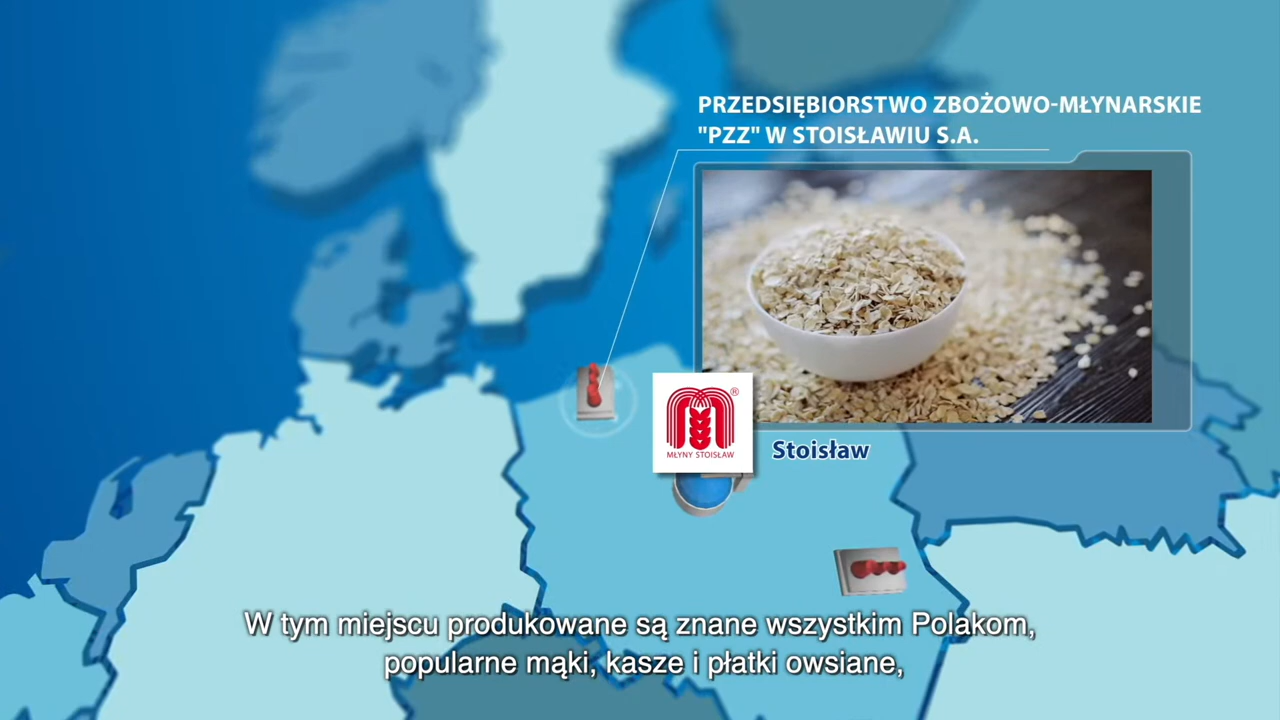 PRZEDSIĘBIORSTWO ZBOŻOWO-MŁYNARSKIE
"PZZ" W STOISŁAWIU S.A.
®
MŁYNY STOISŁAW
Stoisław
W tym miejscu produkowane są znane wszystkim Polakom,
popularne mąki, kasze i płatki owsiane,